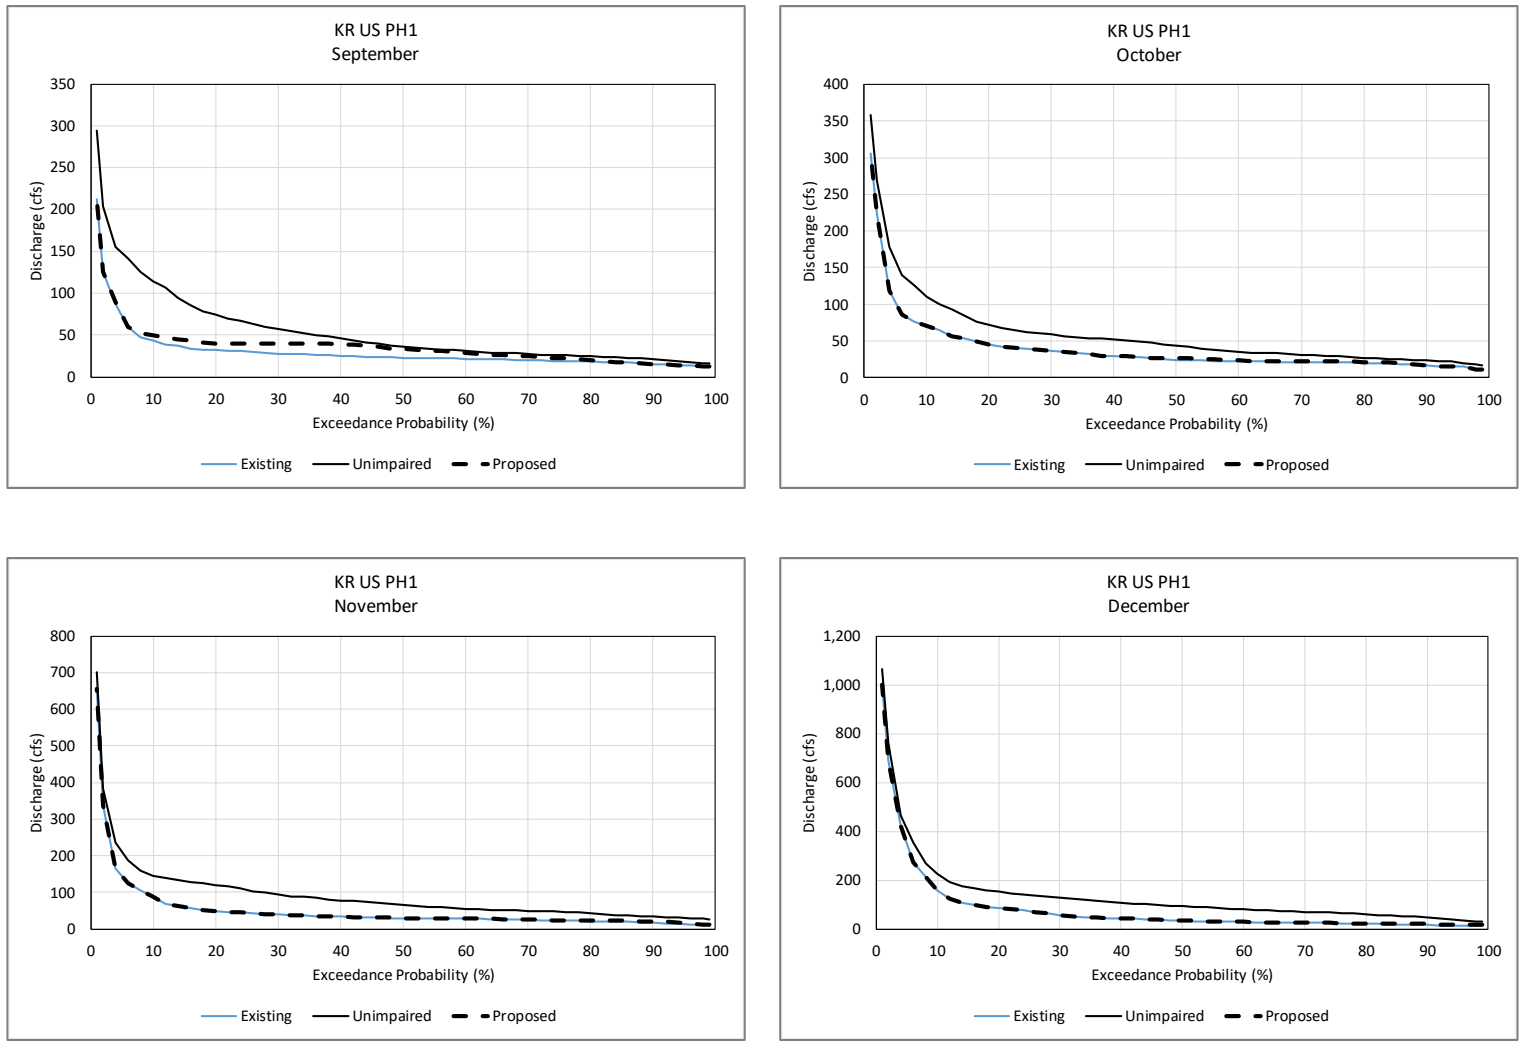 KR US PH1
September
350
300
250
200
150
100
50
0
Discharge (cfs)
0 10 20 30 40 50 60 70 80 90 100
Exceedance Probability (%)
Existing Unimpaired Proposed
KR US PH1
October
400
350
300
250
200
150
100
50
0
Discharge (cfs)
0 10 20 30 40 50 60 70 80 90 100
Exceedance Probability (%)
Existing Unimpaired Proposed
KR US PH1
November
800
700
600
500
400
300
200
100
0
Discharge (cfs)
0 10 20 30 40 50 60 70 80 90 100
Exceedance Probability (%)
Existing Unimpaired Proposed
KR US PH1
December
1,200
1,000
800
600
400
200
0
Discharge (cfs)
0 10 20 30 40 50 60 70 80 90 100
Exceedance Probability (%)
Existing Unimpaired Proposed